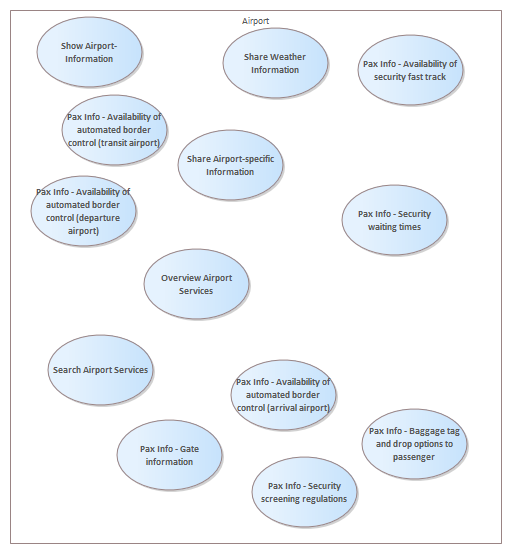 Airport
Show Airport-
Information
Share Weather
Information
Pax Info - Availability of
security fast track
Pax Info - Availability of
automated border
control (transit airport)
Share Airport-specific
Information
Pax Info - Availability of
automated border
control (departure
airport)
Pax Info - Security
waiting times
Overview Airport
Services
Search Airport Services
Pax Info - Availability of
automated border
control (arrival airport)
Pax Info - Baggage tag
and drop options to
passenger
Pax Info - Gate
information
Pax Info - Security
screening regulations